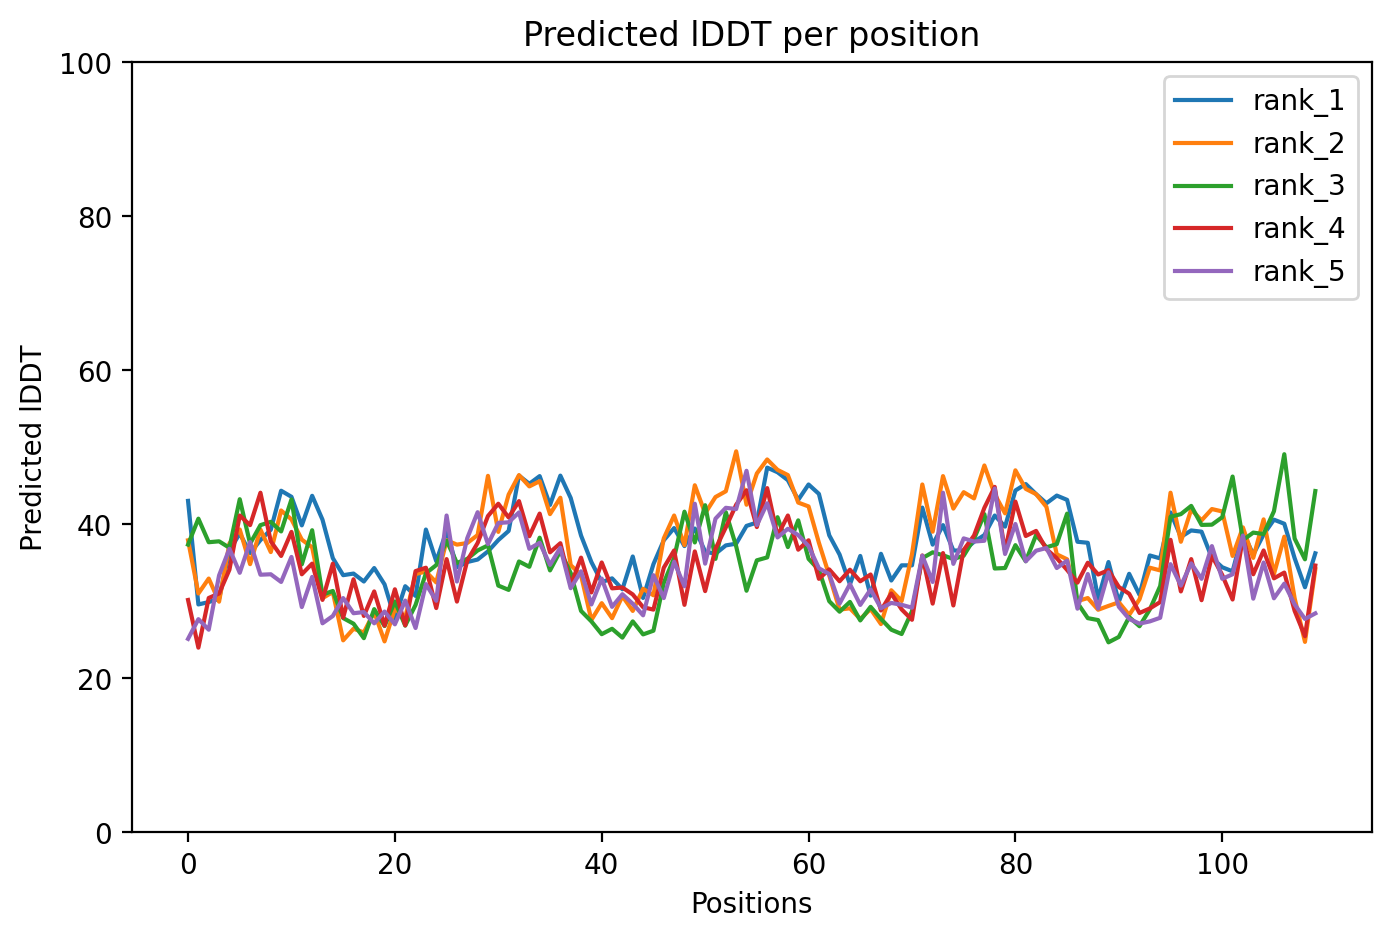 Predicted lDDT per position
100
80
60
40
20
0
Predicted lDDT
rank_1
rank_2
rank_3
rank_4
rank_5
0 20 40 60 80 100
Positions